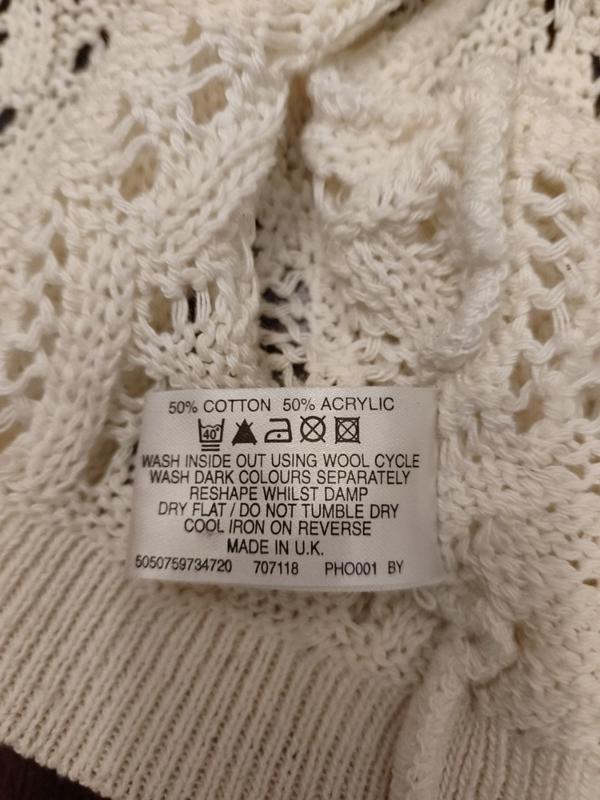 50% COTTON 50% ACRYLIC
40°
WASH INSIDE OUT USING WOOL CYCLE
WASH DARK COLOURS SEPARATELY
RESHAPE WHILST DAMP
DRY FLAT / DO NOT TUMBLE DRY
COOL IRON ON REVERSE
MADE IN U.K.
5050759734720 707118 PHO001 BY